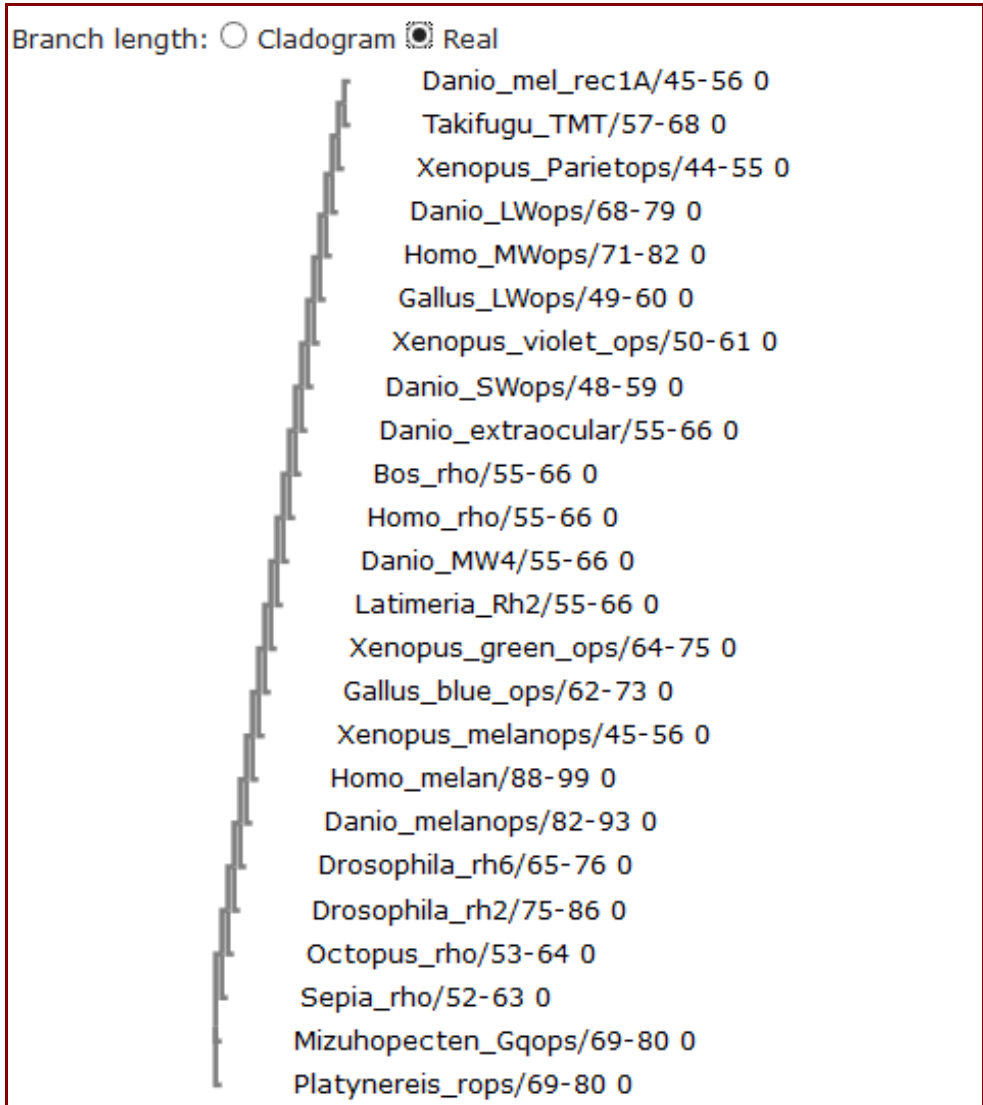 Branch length: Cladogram Real
Danio_mel_rec1A/45-56 0
Takifugu_TMT/57-68 0
Xenopus_Parietops/44-55 0
Danio_LWops/68-79 0
Homo_MWops/71-82 0
Gallus_LWops/49-60 0
Xenopus_violet_ops/50-61 0
Danio_SWops/48-59 0
Danio_extraocular/55-66 0
Bos_rho/55-66 0
Homo_rho/55-66 0
Danio_MW4/55-66 0
Latimeria_Rh2/55-66 0
Xenopus_green_ops/64-75 0
Gallus_blue_ops/62-73 0
Xenopus_melanops/45-56 0
Homo_melan/88-99 0
Danio_melanops/82-93 0
Drosophila_rh6/65-76 0
Drosophila_rh2/75-86 0
Octopus_rho/53-64 0
Sepia_rho/52-63 0
Mizuhopecten_Gqops/69-80 0
Platynereis_rops/69-80 0